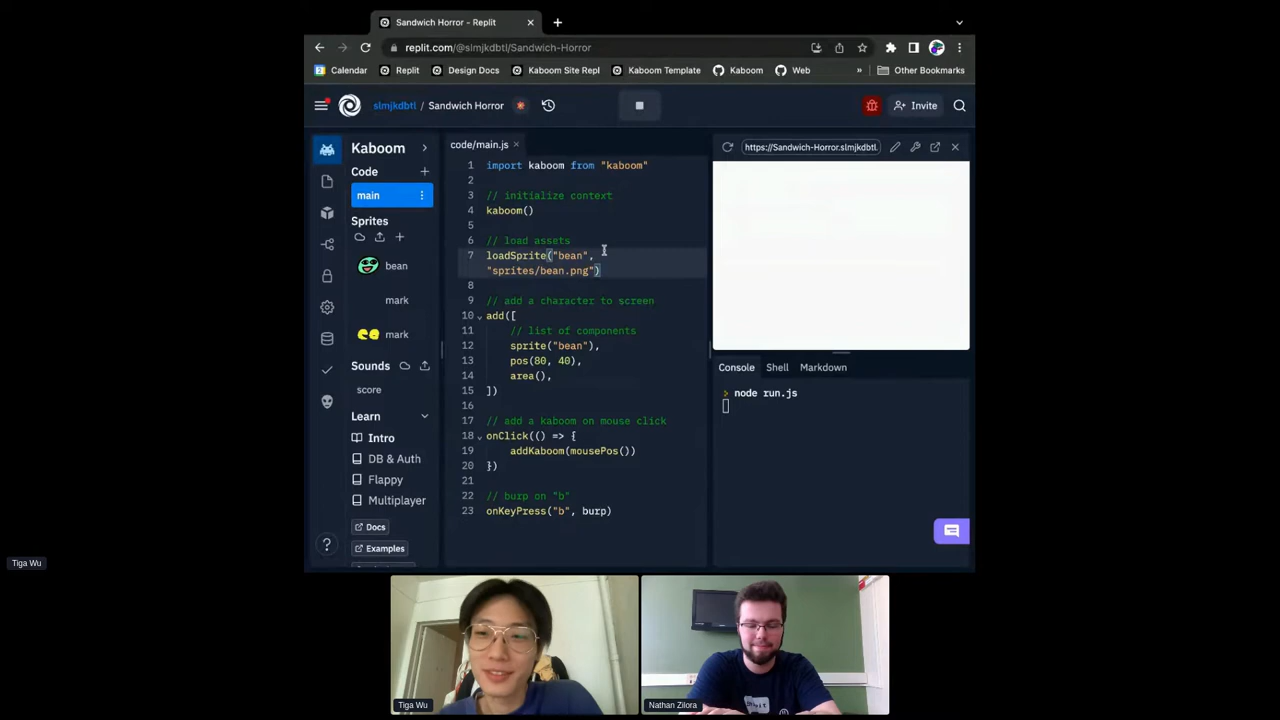 Sandwich Horror - Replit
replit.com/@slmjkdbtl/Sandwich-Horror
Calendar
Replit
Design Docs
Kaboom Site Repl
Kaboom Template
Kaboom
Web
»
Other Bookmarks
slmjkdbtl / Sandwich Horror
Invite
Kaboom
Code
main
Sprites
bean
mark
mark
Sounds
score
Learn
Intro
DB & Auth
Flappy
Multiplayer
Docs
Examples
code/main.js
1 import kaboom from "kaboom"
2
3 // initialize context
4 kaboom()
5
6 // load assets
7 loadSprite("bean",
"sprites/bean.png")
8
9 // add a character to screen
10 add([
11 // list of components
12 sprite("bean"),
13 pos(80, 40),
14 area(),
15 ])
16
17 // add a kaboom on mouse click
18 onClick(() => {
19 addKaboom(mousePos())
20 })
21
22 // burp on "b"
23 onKeyPress("b", burp)
https://Sandwich-Horror.slmjkdbtl.
Console
Shell
Markdown
> node run.js
Tiga Wu
Tiga Wu
Nathan Zilora